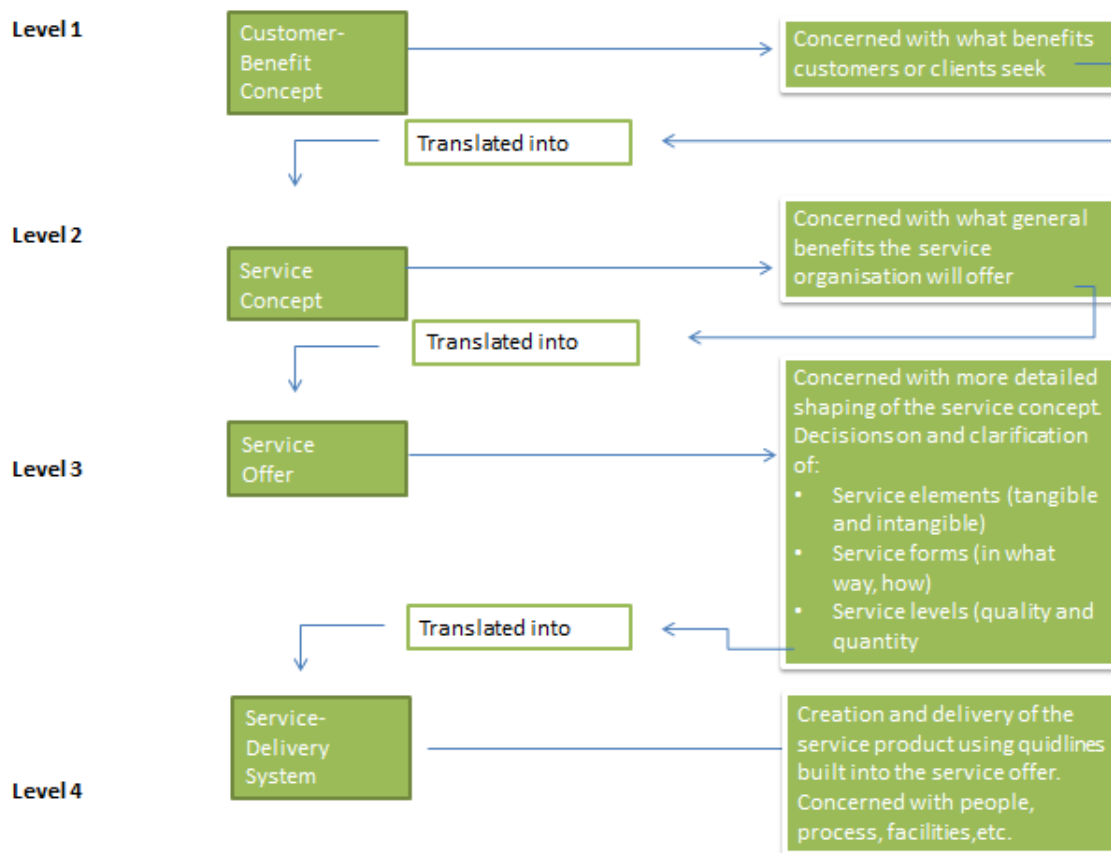 Level 1
Customer-
Benefit
Concept
Concerned with what benefits
customers or clients seek
Translated into
Level 2
Service
Concept
Concerned with what general
benefits the service
organisation will offer
Translated into
Level 3
Service
Offer
Concerned with more detailed
shaping of the service concept.
Decisions on and clarification
of:
• Service elements (tangible
and intangible)
• Service forms (in what
way, how)
• Service levels (quality and
quantity
Translated into
Level 4
Service-
Delivery
System
Creation and delivery of the
service product using quidlines
built into the service offer.
Concerned with people,
process, facilities,etc.